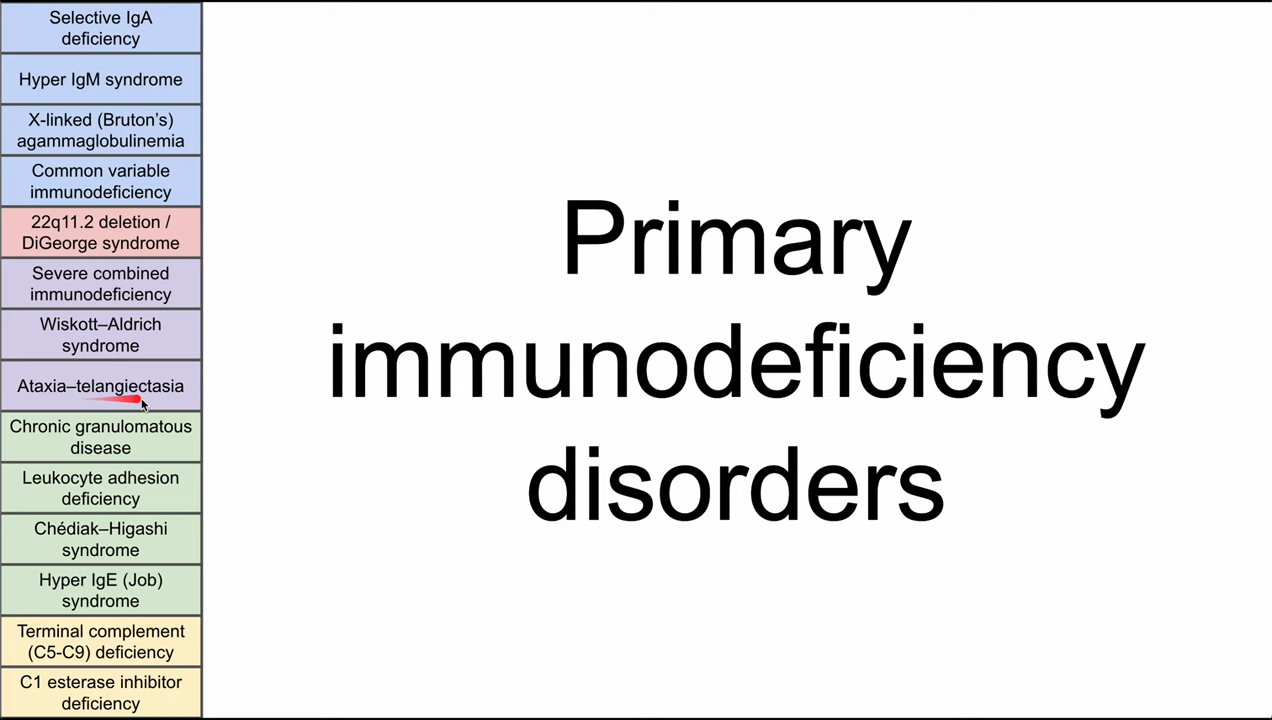 Selective IgA
deficiency
Hyper IgM syndrome
X-linked (Bruton’s)
agammaglobulinemia
Common variable
immunodeficiency
22q11.2 deletion /
DiGeorge syndrome
Severe combined
immunodeficiency
Wiskott–Aldrich
syndrome
Ataxia–telangiectasia
Chronic granulomatous
disease
Leukocyte adhesion
deficiency
Chédiak–Higashi
syndrome
Hyper IgE (Job)
syndrome
Terminal complement
(C5-C9) deficiency
C1 esterase inhibitor
deficiency
Primary
immunodeficiency
disorders